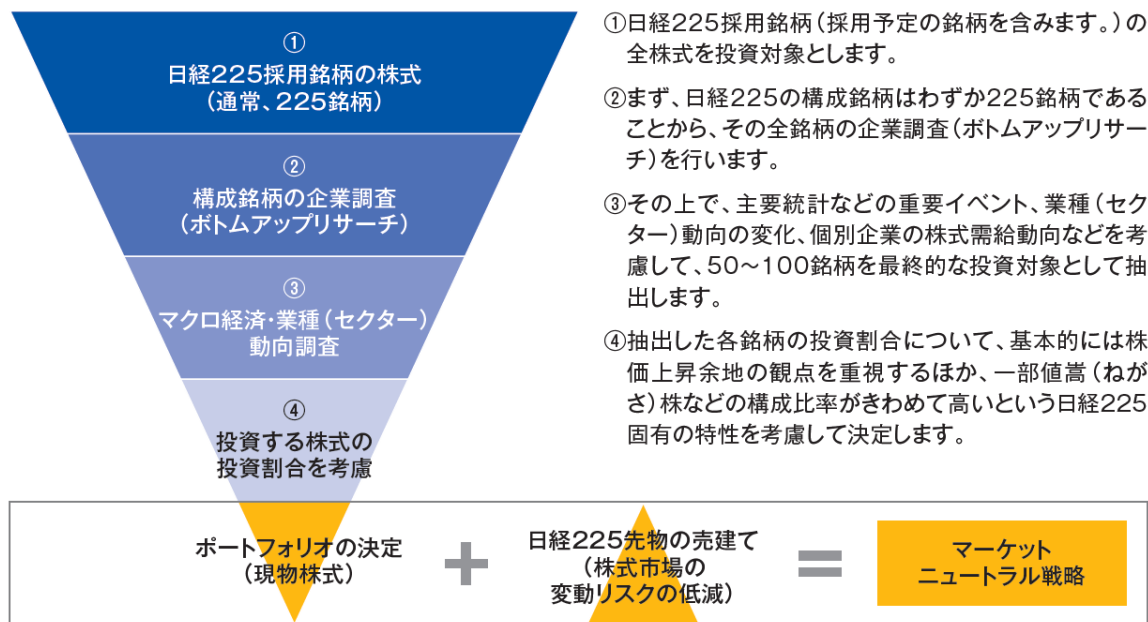 ①
日経225採用銘柄の株式
(通常、225銘柄)
②
構成銘柄の企業調査
(ボトムアップリサーチ)
③
マクロ経済・業種(セクター)
動向調査
④
投資する株式の
投資割合を考慮
①日経225採用銘柄(採用予定の銘柄を含みます。)の
全株式を投資対象とします。
②まず、日経225の構成銘柄はわずか225銘柄である
ことから、その全銘柄の企業調査(ボトムアップリサー
チ)を行います。
③その上で、主要統計などの重要イベント、業種(セク
ター)動向の変化、個別企業の株式需給動向などを考
慮して、50～100銘柄を最終的な投資対象として抽
出します。
④抽出した各銘柄の投資割合について、基本的には株
価上昇余地の観点を重視するほか、一部値嵩(ねが
さ)株などの構成比率がきわめて高いという日経225
固有の特性を考慮して決定します。
ポートフォリオの決定
(現物株式)
+
日経225先物の売建て
(株式市場の
変動リスクの低減)
=
マーケット
ニュートラル戦略